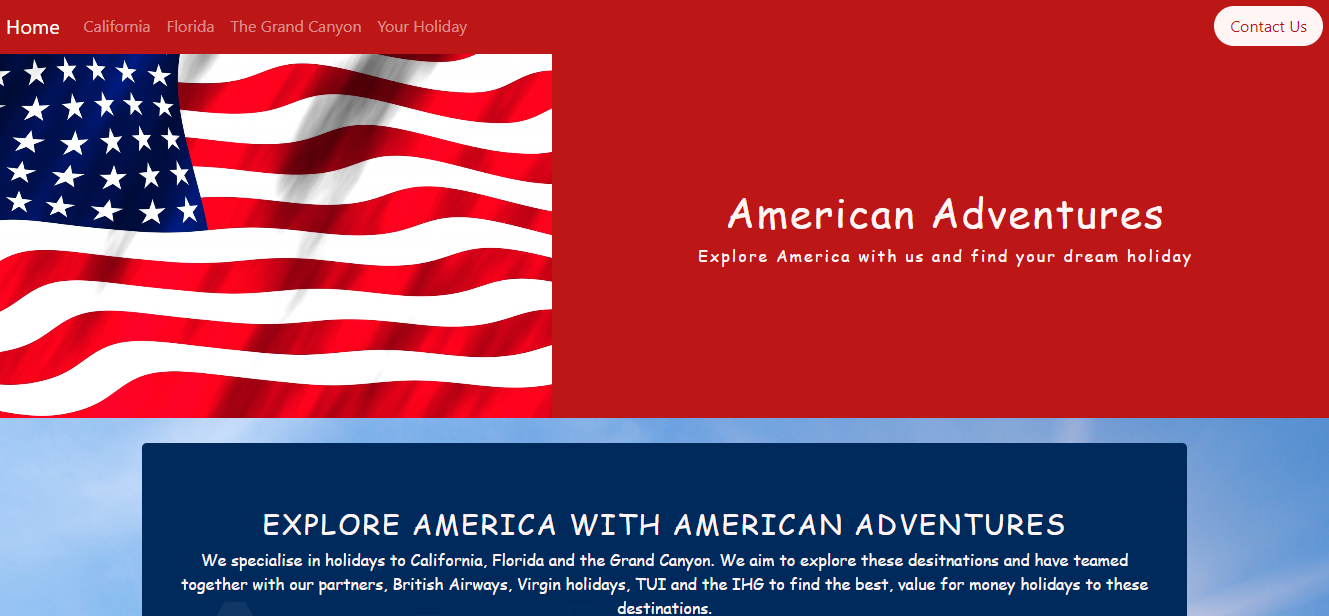 Home California Florida The Grand Canyon Your Holiday Contact Us
American Adventures
Explore America with us and find your dream holiday
EXPLORE AMERICA WITH AMERICAN ADVENTURES
We specialise in holidays to California, Florida and the Grand Canyon. We aim to explore these desitnations and have teamed
together with our partners, British Airways, Virgin holidays, TUI and the IHG to find the best, value for money holidays to these
destinations.